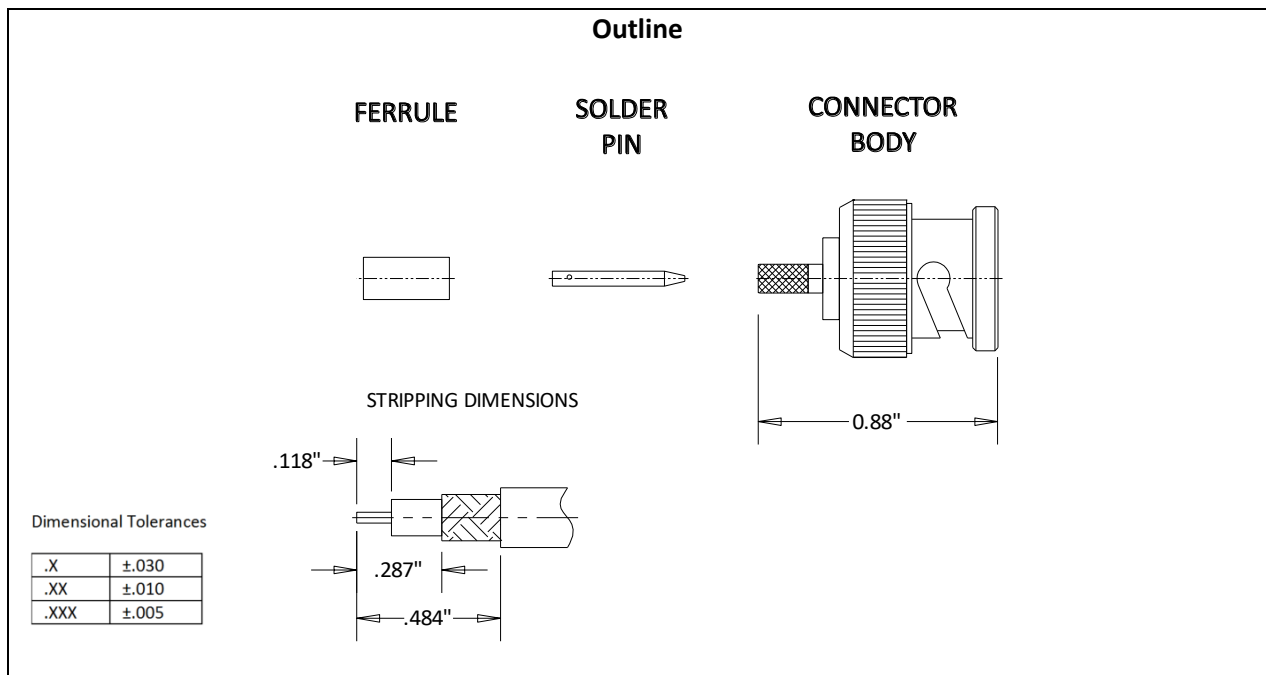 Outline
FERRULE
SOLDER
PIN
CONNECTOR
BODY
0.88"
STRIPPING DIMENSIONS
.118"
.287"
.484"
Dimensional Tolerances
.X ±.030
.XX ±.010
.XXX ±.005